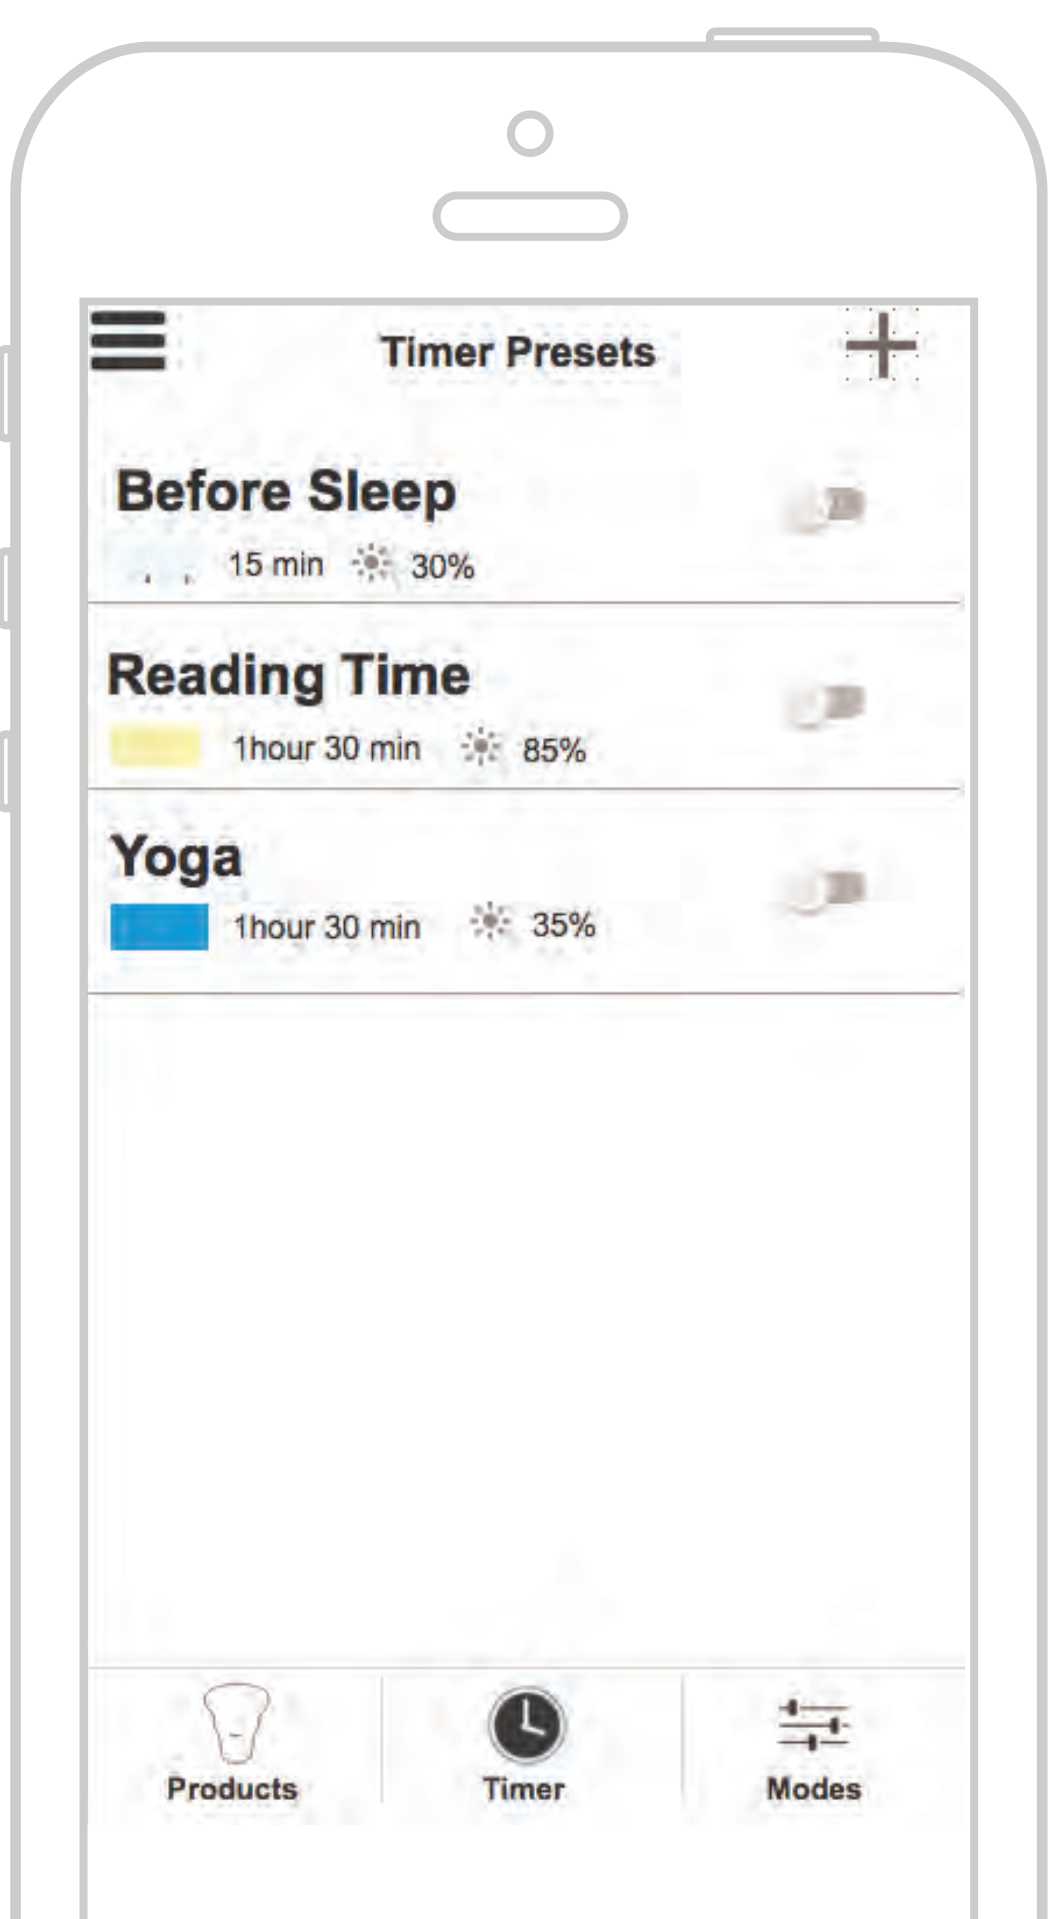 Timer Presets
Before Sleep
15 min 30%
Reading Time
1hour 30 min 85%
Yoga
1hour 30 min 35%
Products Timer Modes